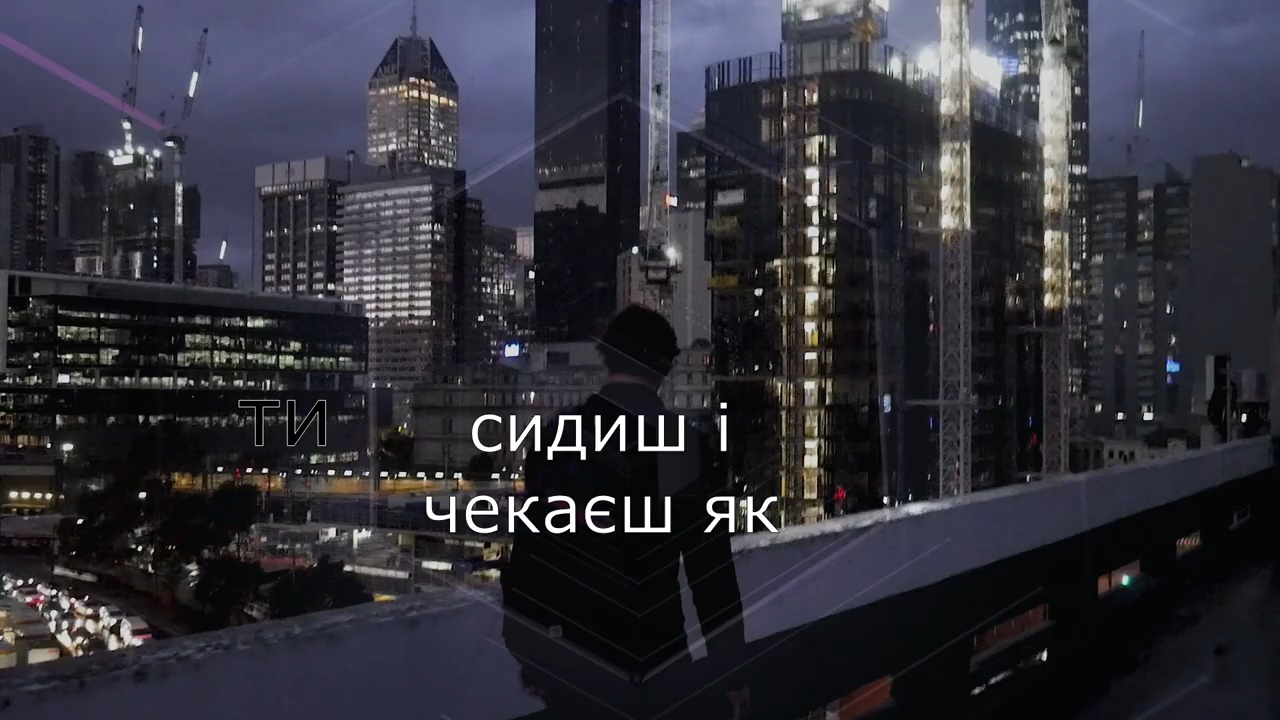 ТИ
сидиш і
чекаєш як